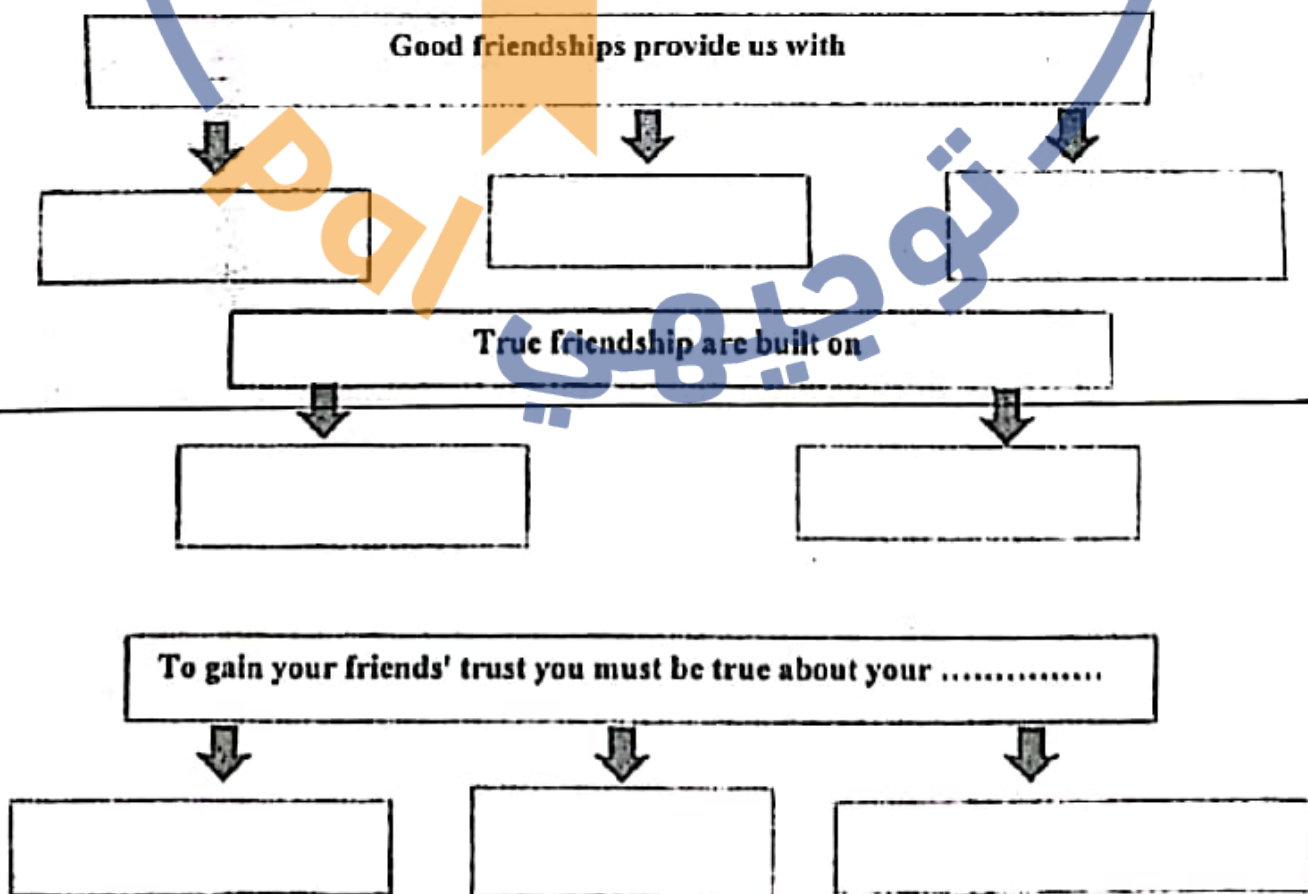 Good friendships provide us with
Pal
توجيهي
True friendship are built on
To gain your friends' trust you must be true about your ...............